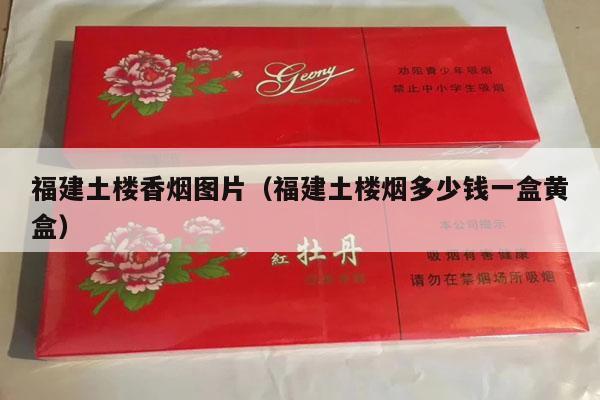 Geony
劝阻青少年吸烟
禁止中小学生吸烟
福建土楼香烟图片（福建土楼烟多少钱一盒黄
盒）
紅 牡丹
本公司提示
吸烟有害健康
请勿在禁烟场所吸烟